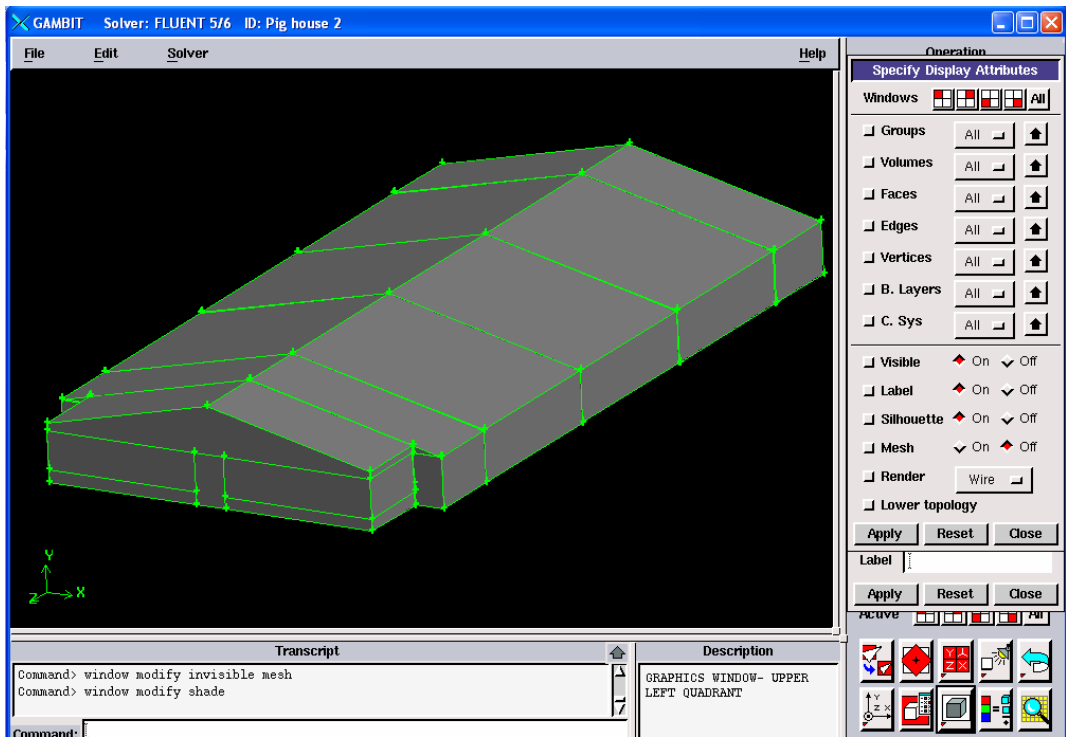 GAMBIT Solver: FLUENT 5/6 ID: Pig house 2
File Edit Solver Help
Operation
Specify Display Attributes
Windows All
Groups All
Volumes All
Faces All
Edges All
Vertices All
B. Layers All
C. Sys All
Visible On Off
Label On Off
Silhouette On Off
Mesh On Off
Render Wire
Lower topology
Apply Reset Close
Label
Apply Reset Close
Active All
Y
Z X
Transcript
Command> window modify invisible mesh
Command> window modify shade
Command:
Description
GRAPHICS WINDOW- UPPER
LEFT QUADRANT